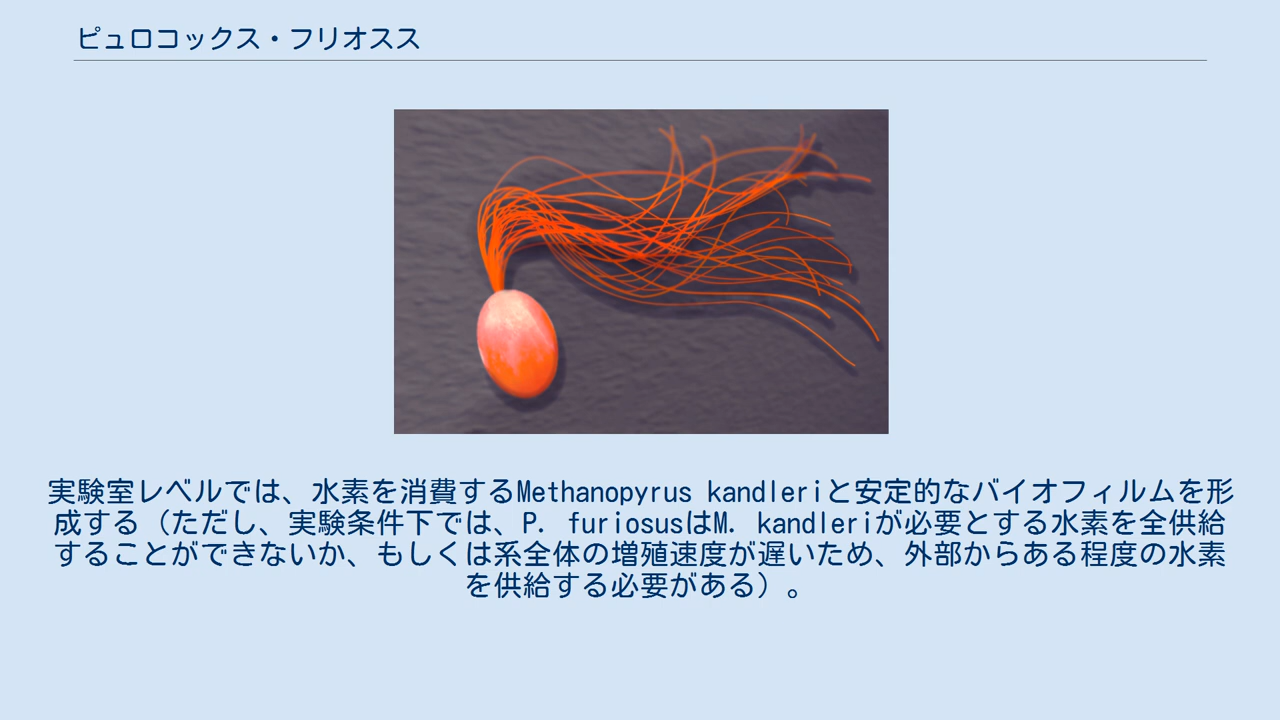 ピュロコックス・フリオスス
実験室レベルでは、水素を消費するMethanopyrus kandleriと安定的なバイオフィルムを形
成する（ただし、実験条件下では、P. furiosusはM. kandleriが必要とする水素を全供給
することができないか、もしくは系全体の増殖速度が遅いため、外部からある程度の水素
を供給する必要がある）。